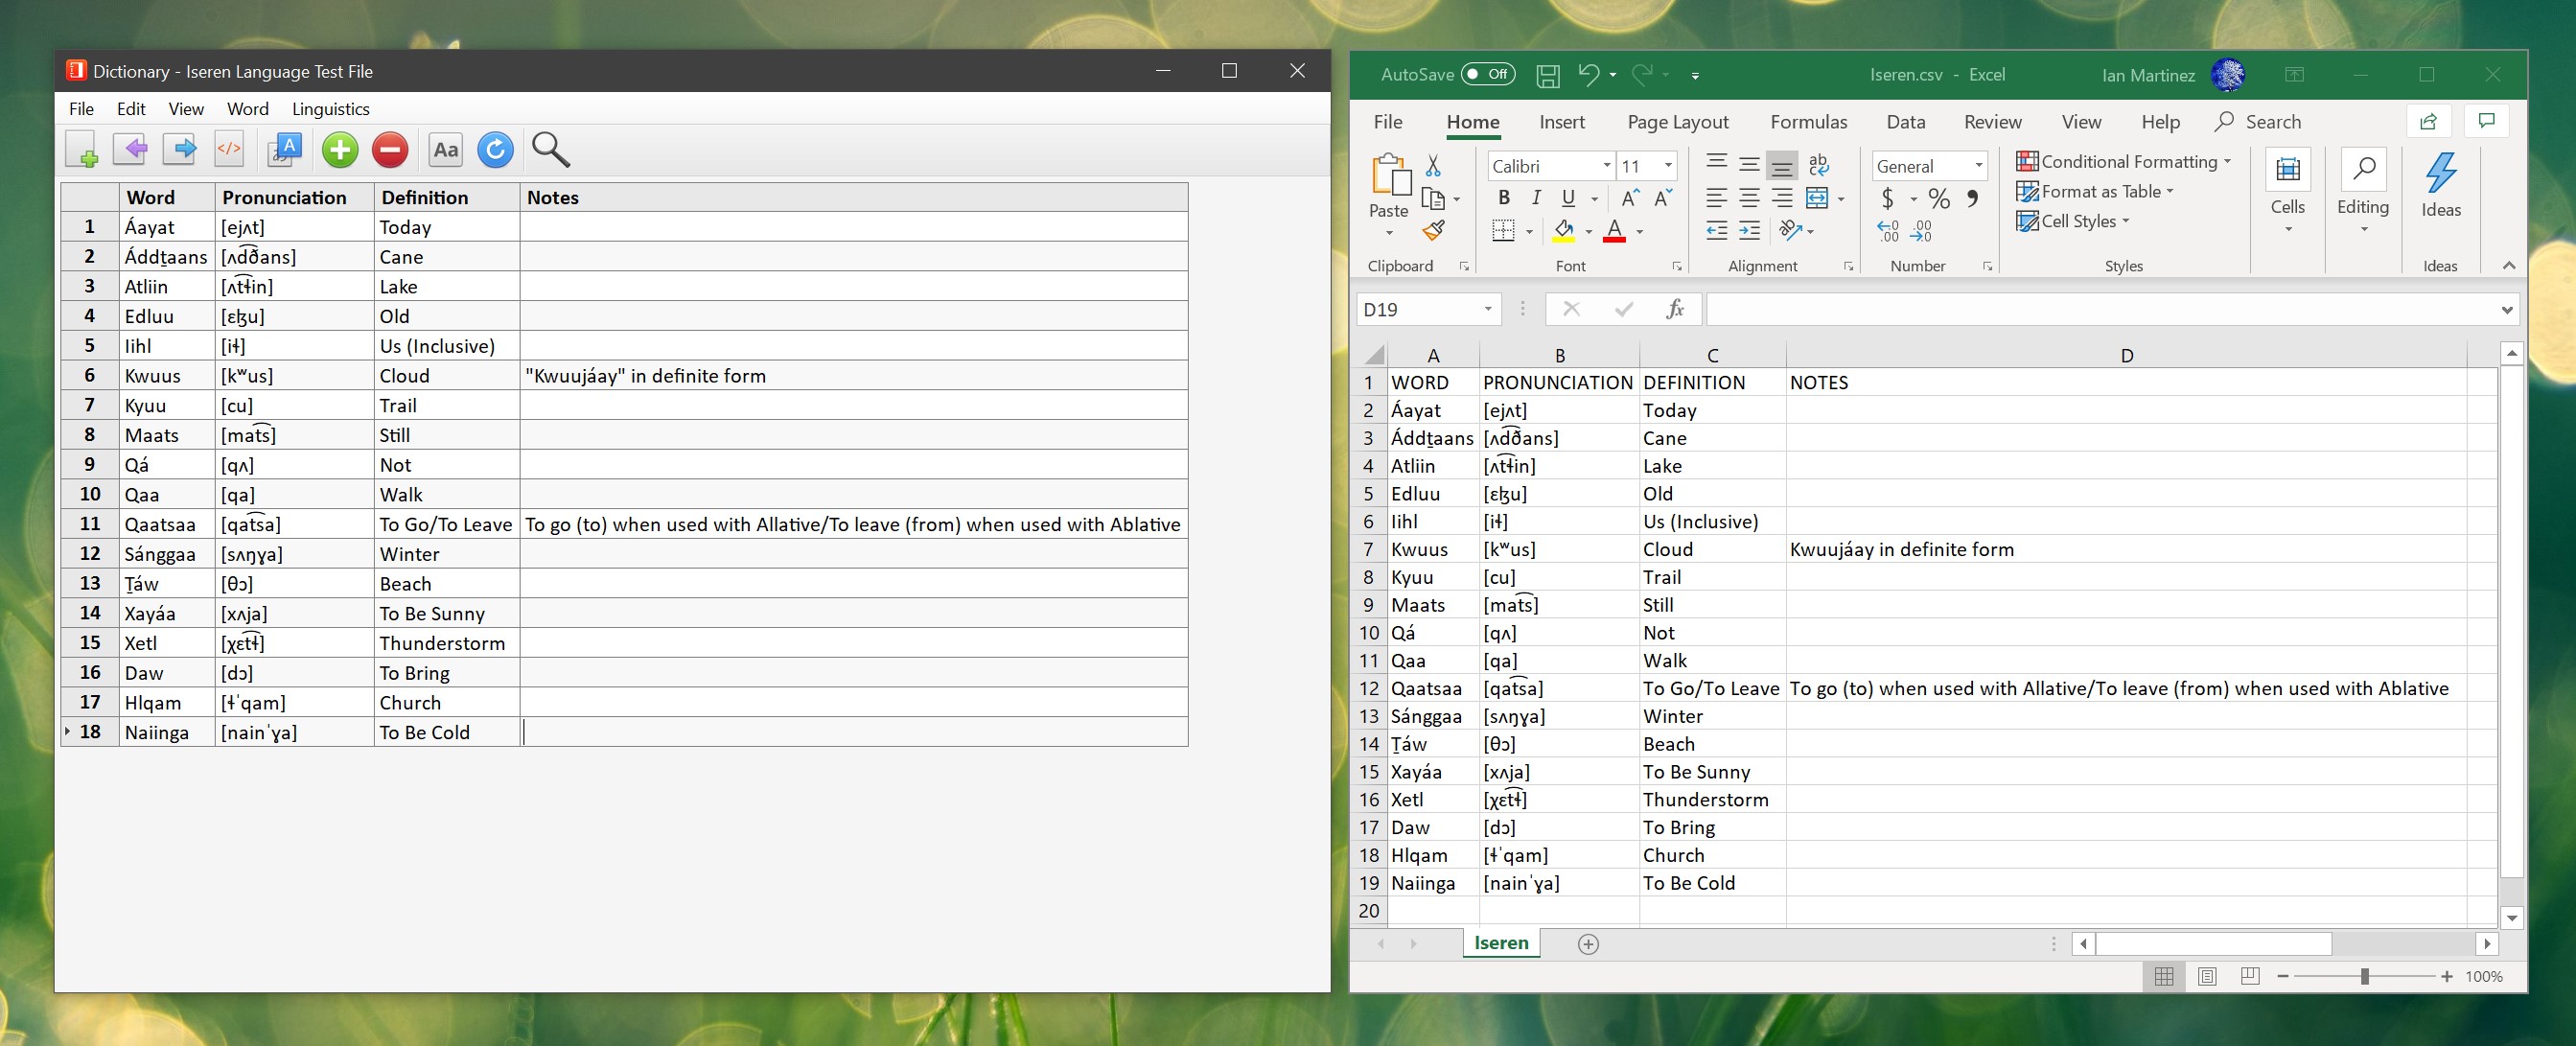 Dictionary - Iseren Language Test File
File Edit View Word Linguistics
</> A Aa
Word Pronunciation Definition Notes
1 Áayat [ejʌt] Today
2 Áddṯaans [ʌd͡ðans] Cane
3 Atliin [ʌt͡ɬin] Lake
4 Edluu [ɛɮu] Old
5 Iihl [iɬ] Us (Inclusive)
6 Kwuus [kʷus] Cloud "Kwuujáay" in definite form
7 Kyuu [cu] Trail
8 Maats [mat͡s] Still
9 Qá [qʌ] Not
10 Qaa [qa] Walk
11 Qaatsaa [qat͡sa] To Go/To Leave To go (to) when used with Allative/To leave (from) when used with Ablative
12 Sánggaa [sʌŋɣa] Winter
13 Ṯáw [θɔ] Beach
14 Xayáa [xʌja] To Be Sunny
15 Xetl [χɛt͡ɬ] Thunderstorm
16 Daw [dɔ] To Bring
17 Hlqam [ɬˈqam] Church
18 Naiinga [nainˈɣa] To Be Cold
AutoSave Off Iseren.csv - Excel Ian Martinez
File Home Insert Page Layout Formulas Data Review View Help Search
Paste Calibri 11 ab c General Conditional Formatting Cells Editing Ideas
B I U A A $ % , Format as Table
A .0 .00 .00 .0 Cell Styles
Clipboard Font Alignment Number Styles Ideas
D19 fx
A B C D
1 WORD PRONUNCIATION DEFINITION NOTES
2 Áayat [ejʌt] Today
3 Áddṯaans [ʌd͡ðans] Cane
4 Atliin [ʌt͡ɬin] Lake
5 Edluu [ɛɮu] Old
6 Iihl [iɬ] Us (Inclusive)
7 Kwuus [kʷus] Cloud Kwuujáay in definite form
8 Kyuu [cu] Trail
9 Maats [mat͡s] Still
10 Qá [qʌ] Not
11 Qaa [qa] Walk
12 Qaatsaa [qat͡sa] To Go/To Leave To go (to) when used with Allative/To leave (from) when used with Ablative
13 Sánggaa [sʌŋɣa] Winter
14 Ṯáw [θɔ] Beach
15 Xayáa [xʌja] To Be Sunny
16 Xetl [χɛt͡ɬ] Thunderstorm
17 Daw [dɔ] To Bring
18 Hlqam [ɬˈqam] Church
19 Naiinga [nainˈɣa] To Be Cold
20
Iseren
100%